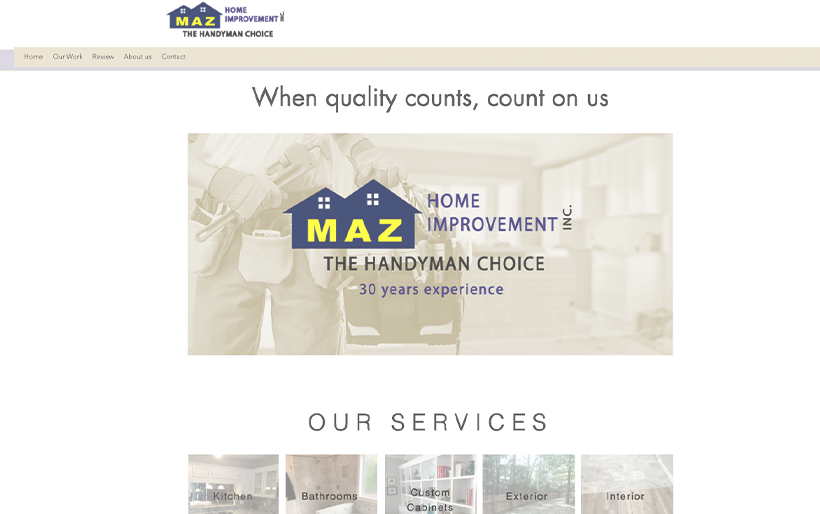 MAZ
HOME
IMPROVEMENT INC
THE HANDYMAN CHOICE
Home Our Work Review About us Contact
When quality counts, count on us
MAZ
HOME
IMPROVEMENT INC.
THE HANDYMAN CHOICE
30 years experience
OUR SERVICES
Kitchen
Bathrooms
Custom
Cabinets
Exterior
Interior